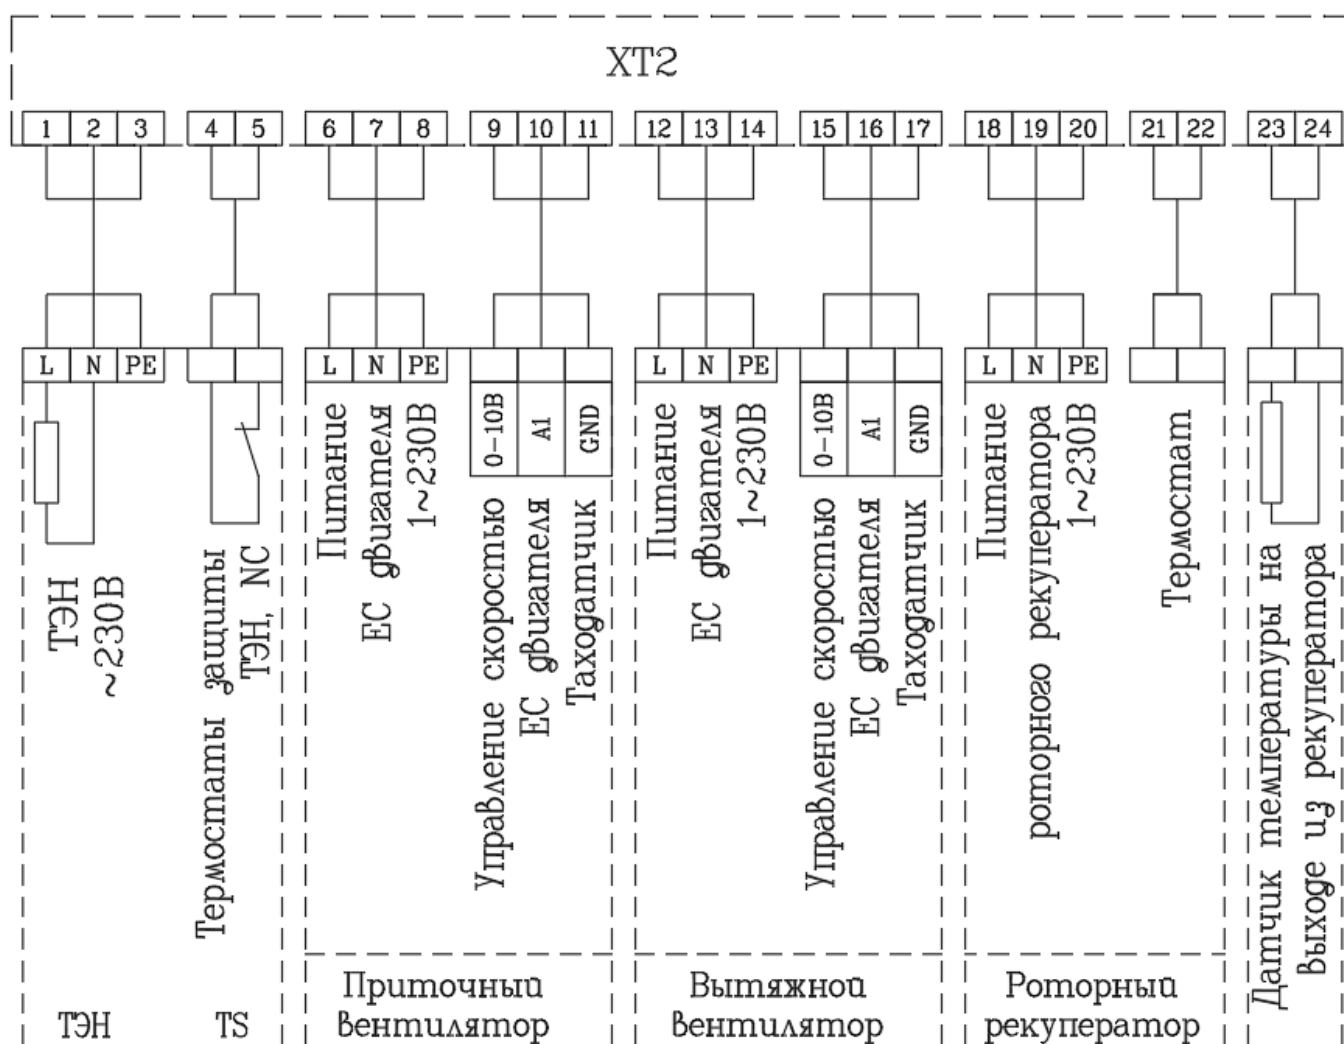 XT2
1 2 3 4 5 6 7 8 9 10 11 12 13 14 15 16 17 18 19 20 21 22 23 24
L N PE L N PE L N PE L N PE
ТЭН
~230В
Термостаты защиты
ТЭН, NC
Питание
ЕС двигателя
1~230В
0-10В
A1
GND
Управление скоростью
ЕС двигателя
Таходатчик
Питание
ЕС двигателя
1~230В
0-10В
A1
GND
Управление скоростью
ЕС двигателя
Таходатчик
Питание
роторного рекуператора
1~230В
Термостат
Датчик температуры на
выходе из рекуператора
ТЭН
TS
Приточный
вентилятор
Вытяжной
вентилятор
Роторный
рекуператор